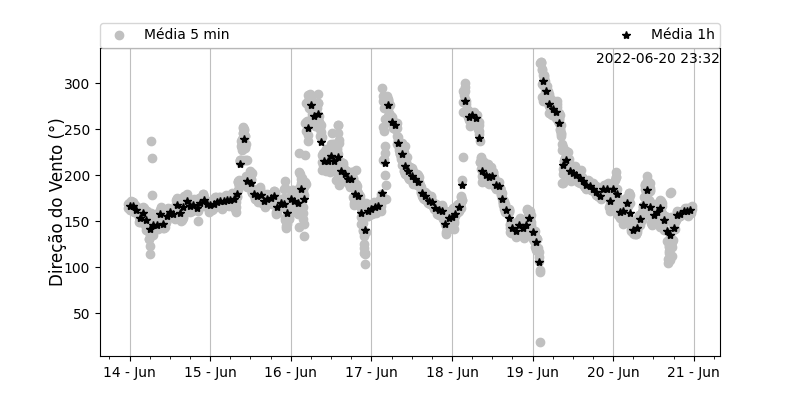 Média 5 min
Média 1h
2022-06-20 23:32
Direção do Vento (°)
300
250
200
150
100
50
14 - Jun
15 - Jun
16 - Jun
17 - Jun
18 - Jun
19 - Jun
20 - Jun
21 - Jun